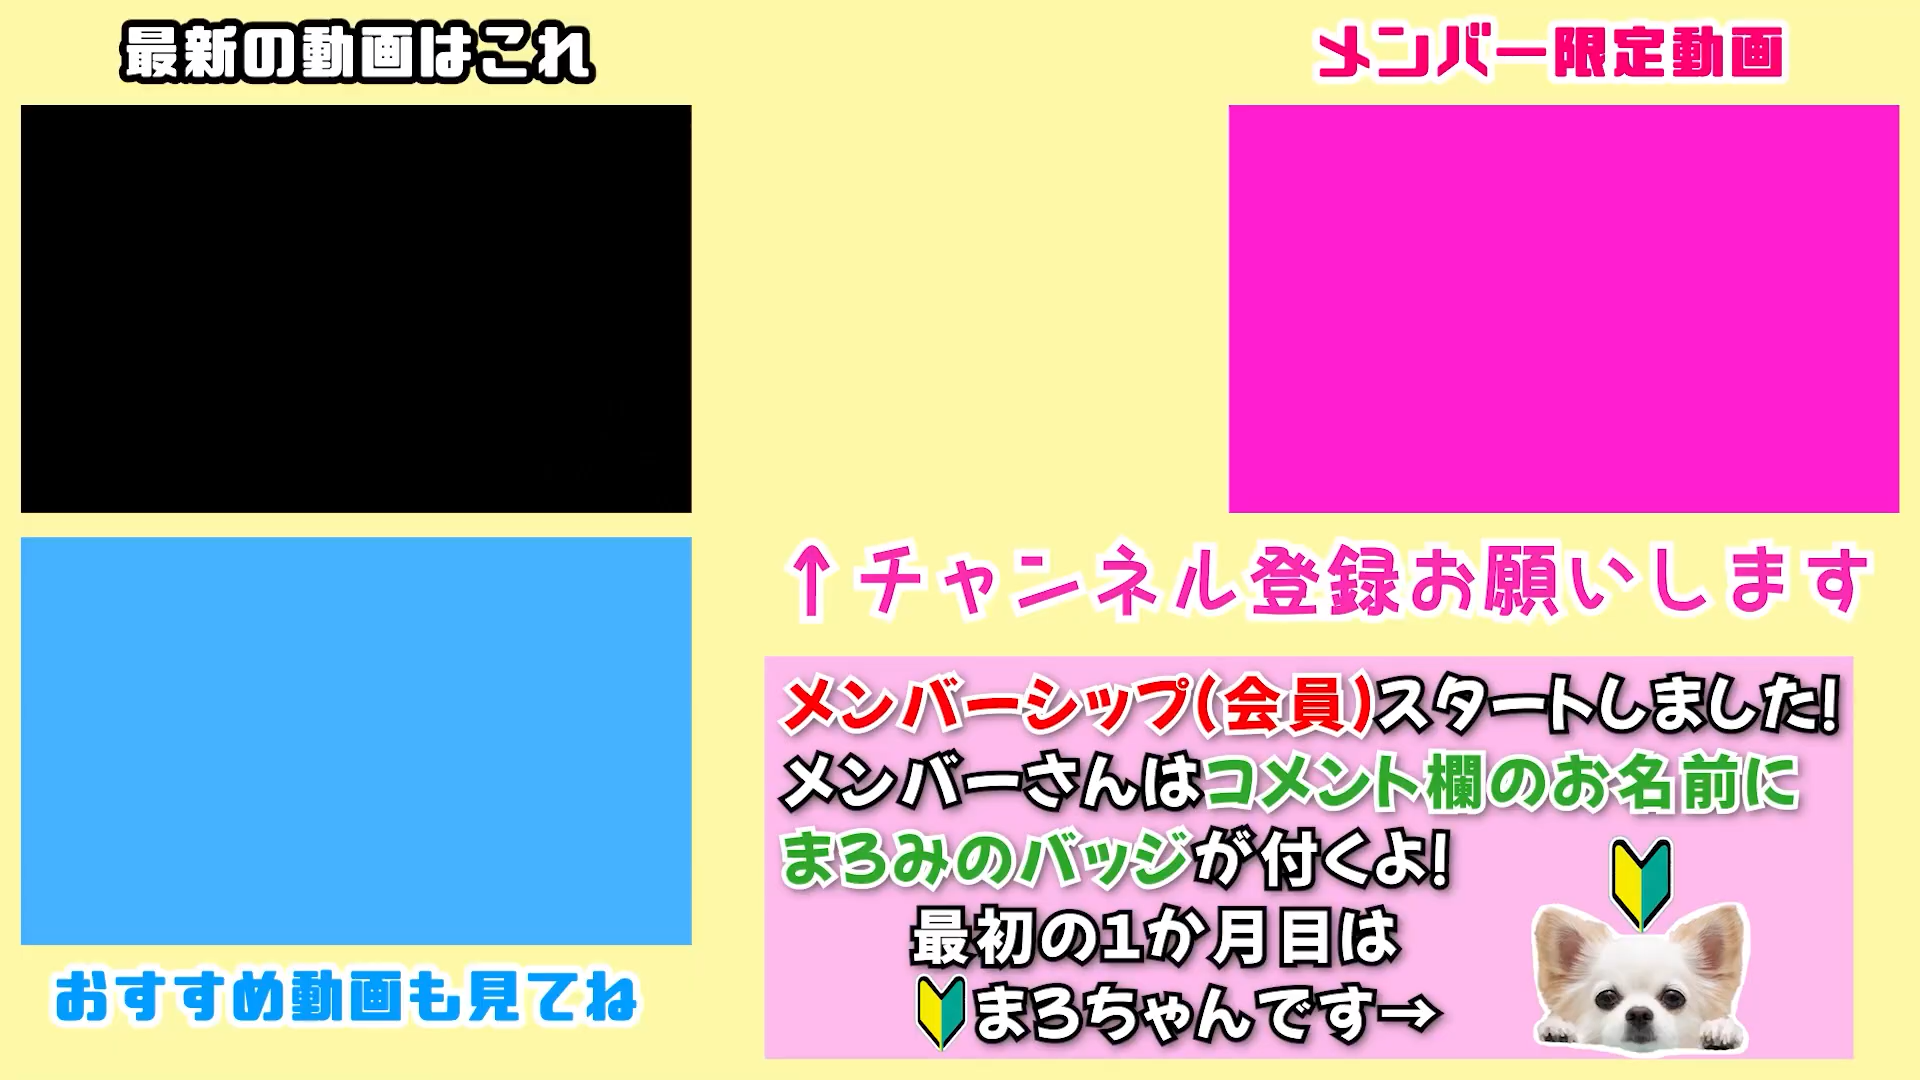 最新の動画はこれ
メンバー限定動画
↑チャンネル登録お願いします
メンバーシップ(会員)スタートしました!
メンバーさんはコメント欄のお名前に
まろみのバッジが付くよ!
最初の1か月目は
まろちゃんです→
おすすめ動画も見てね